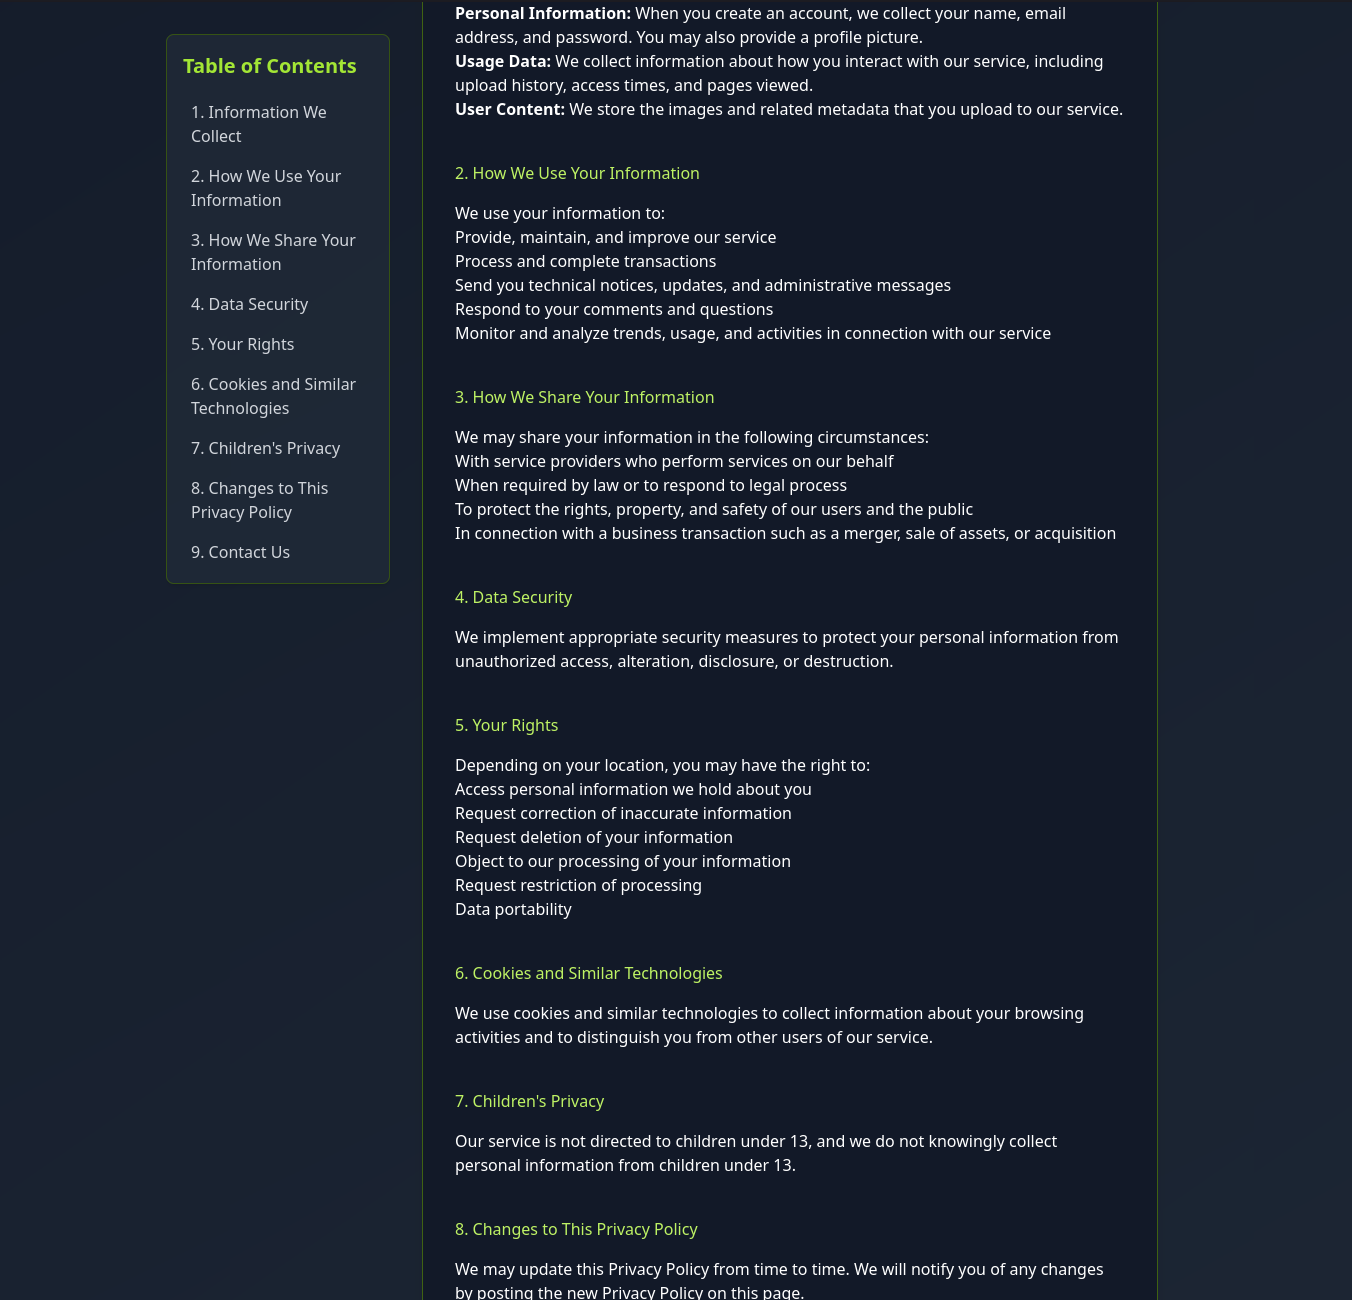 Table of Contents
1. Information We
Collect
2. How We Use Your
Information
3. How We Share Your
Information
4. Data Security
5. Your Rights
6. Cookies and Similar
Technologies
7. Children's Privacy
8. Changes to This
Privacy Policy
9. Contact Us
Personal Information: When you create an account, we collect your name, email
address, and password. You may also provide a profile picture.
Usage Data: We collect information about how you interact with our service, including
upload history, access times, and pages viewed.
User Content: We store the images and related metadata that you upload to our service.
2. How We Use Your Information
We use your information to:
Provide, maintain, and improve our service
Process and complete transactions
Send you technical notices, updates, and administrative messages
Respond to your comments and questions
Monitor and analyze trends, usage, and activities in connection with our service
3. How We Share Your Information
We may share your information in the following circumstances:
With service providers who perform services on our behalf
When required by law or to respond to legal process
To protect the rights, property, and safety of our users and the public
In connection with a business transaction such as a merger, sale of assets, or acquisition
4. Data Security
We implement appropriate security measures to protect your personal information from
unauthorized access, alteration, disclosure, or destruction.
5. Your Rights
Depending on your location, you may have the right to:
Access personal information we hold about you
Request correction of inaccurate information
Request deletion of your information
Object to our processing of your information
Request restriction of processing
Data portability
6. Cookies and Similar Technologies
We use cookies and similar technologies to collect information about your browsing
activities and to distinguish you from other users of our service.
7. Children's Privacy
Our service is not directed to children under 13, and we do not knowingly collect
personal information from children under 13.
8. Changes to This Privacy Policy
We may update this Privacy Policy from time to time. We will notify you of any changes
by posting the new Privacy Policy on this page.